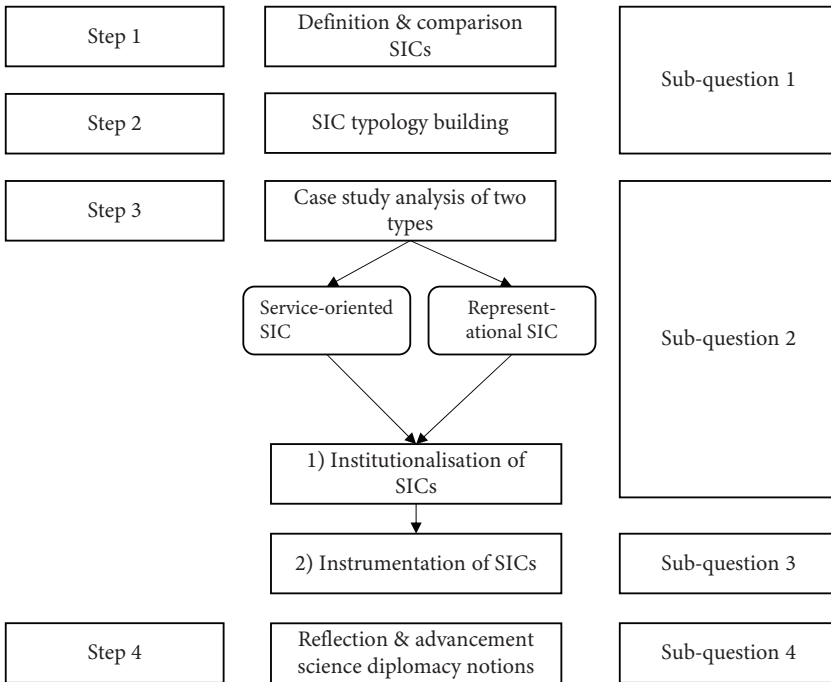 Step 1
Definition & comparison
SICs
Sub-question 1
Step 2
SIC typology building
Step 3
Case study analysis of two
types
Service-oriented
SIC
Represent-
ational SIC
Sub-question 2
1) Institutionalisation of
SICs
2) Instrumentation of SICs
Sub-question 3
Step 4
Reflection & advancement
science diplomacy notions
Sub-question 4